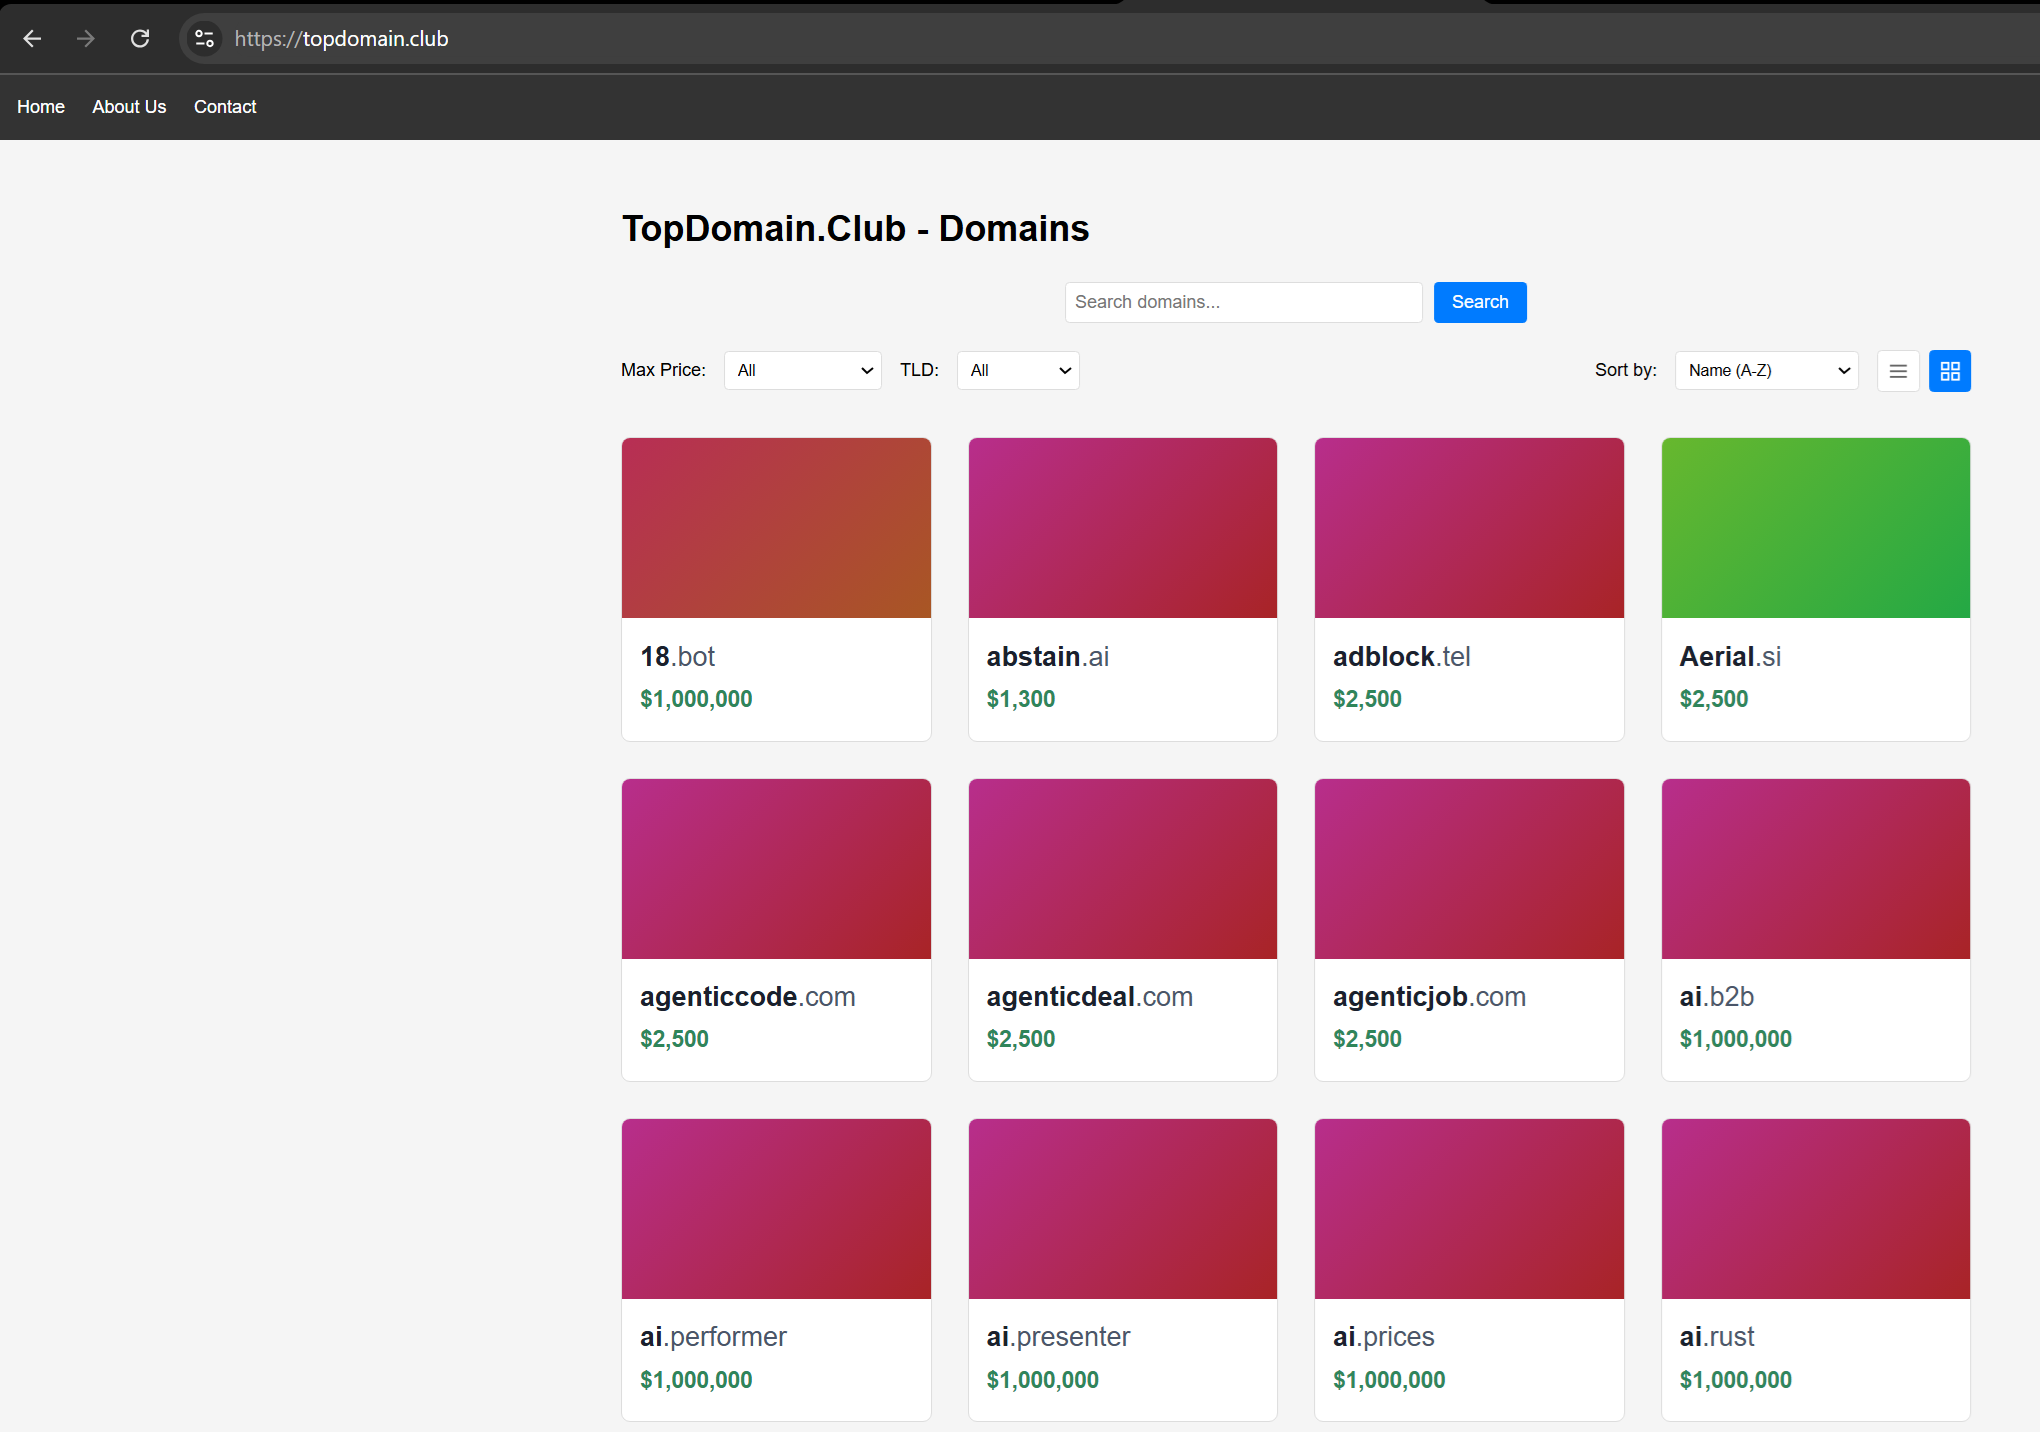 https://topdomain.club
Home About Us Contact
TopDomain.Club - Domains
Search domains... Search
Max Price: All TLD: All Sort by: Name (A-Z)
18.bot abstain.ai adblock.tel Aerial.si
$1,000,000 $1,300 $2,500 $2,500
agenticcode.com agenticdeal.com agenticjob.com ai.b2b
$2,500 $2,500 $2,500 $1,000,000
ai.performer ai.presenter ai.prices ai.rust
$1,000,000 $1,000,000 $1,000,000 $1,000,000